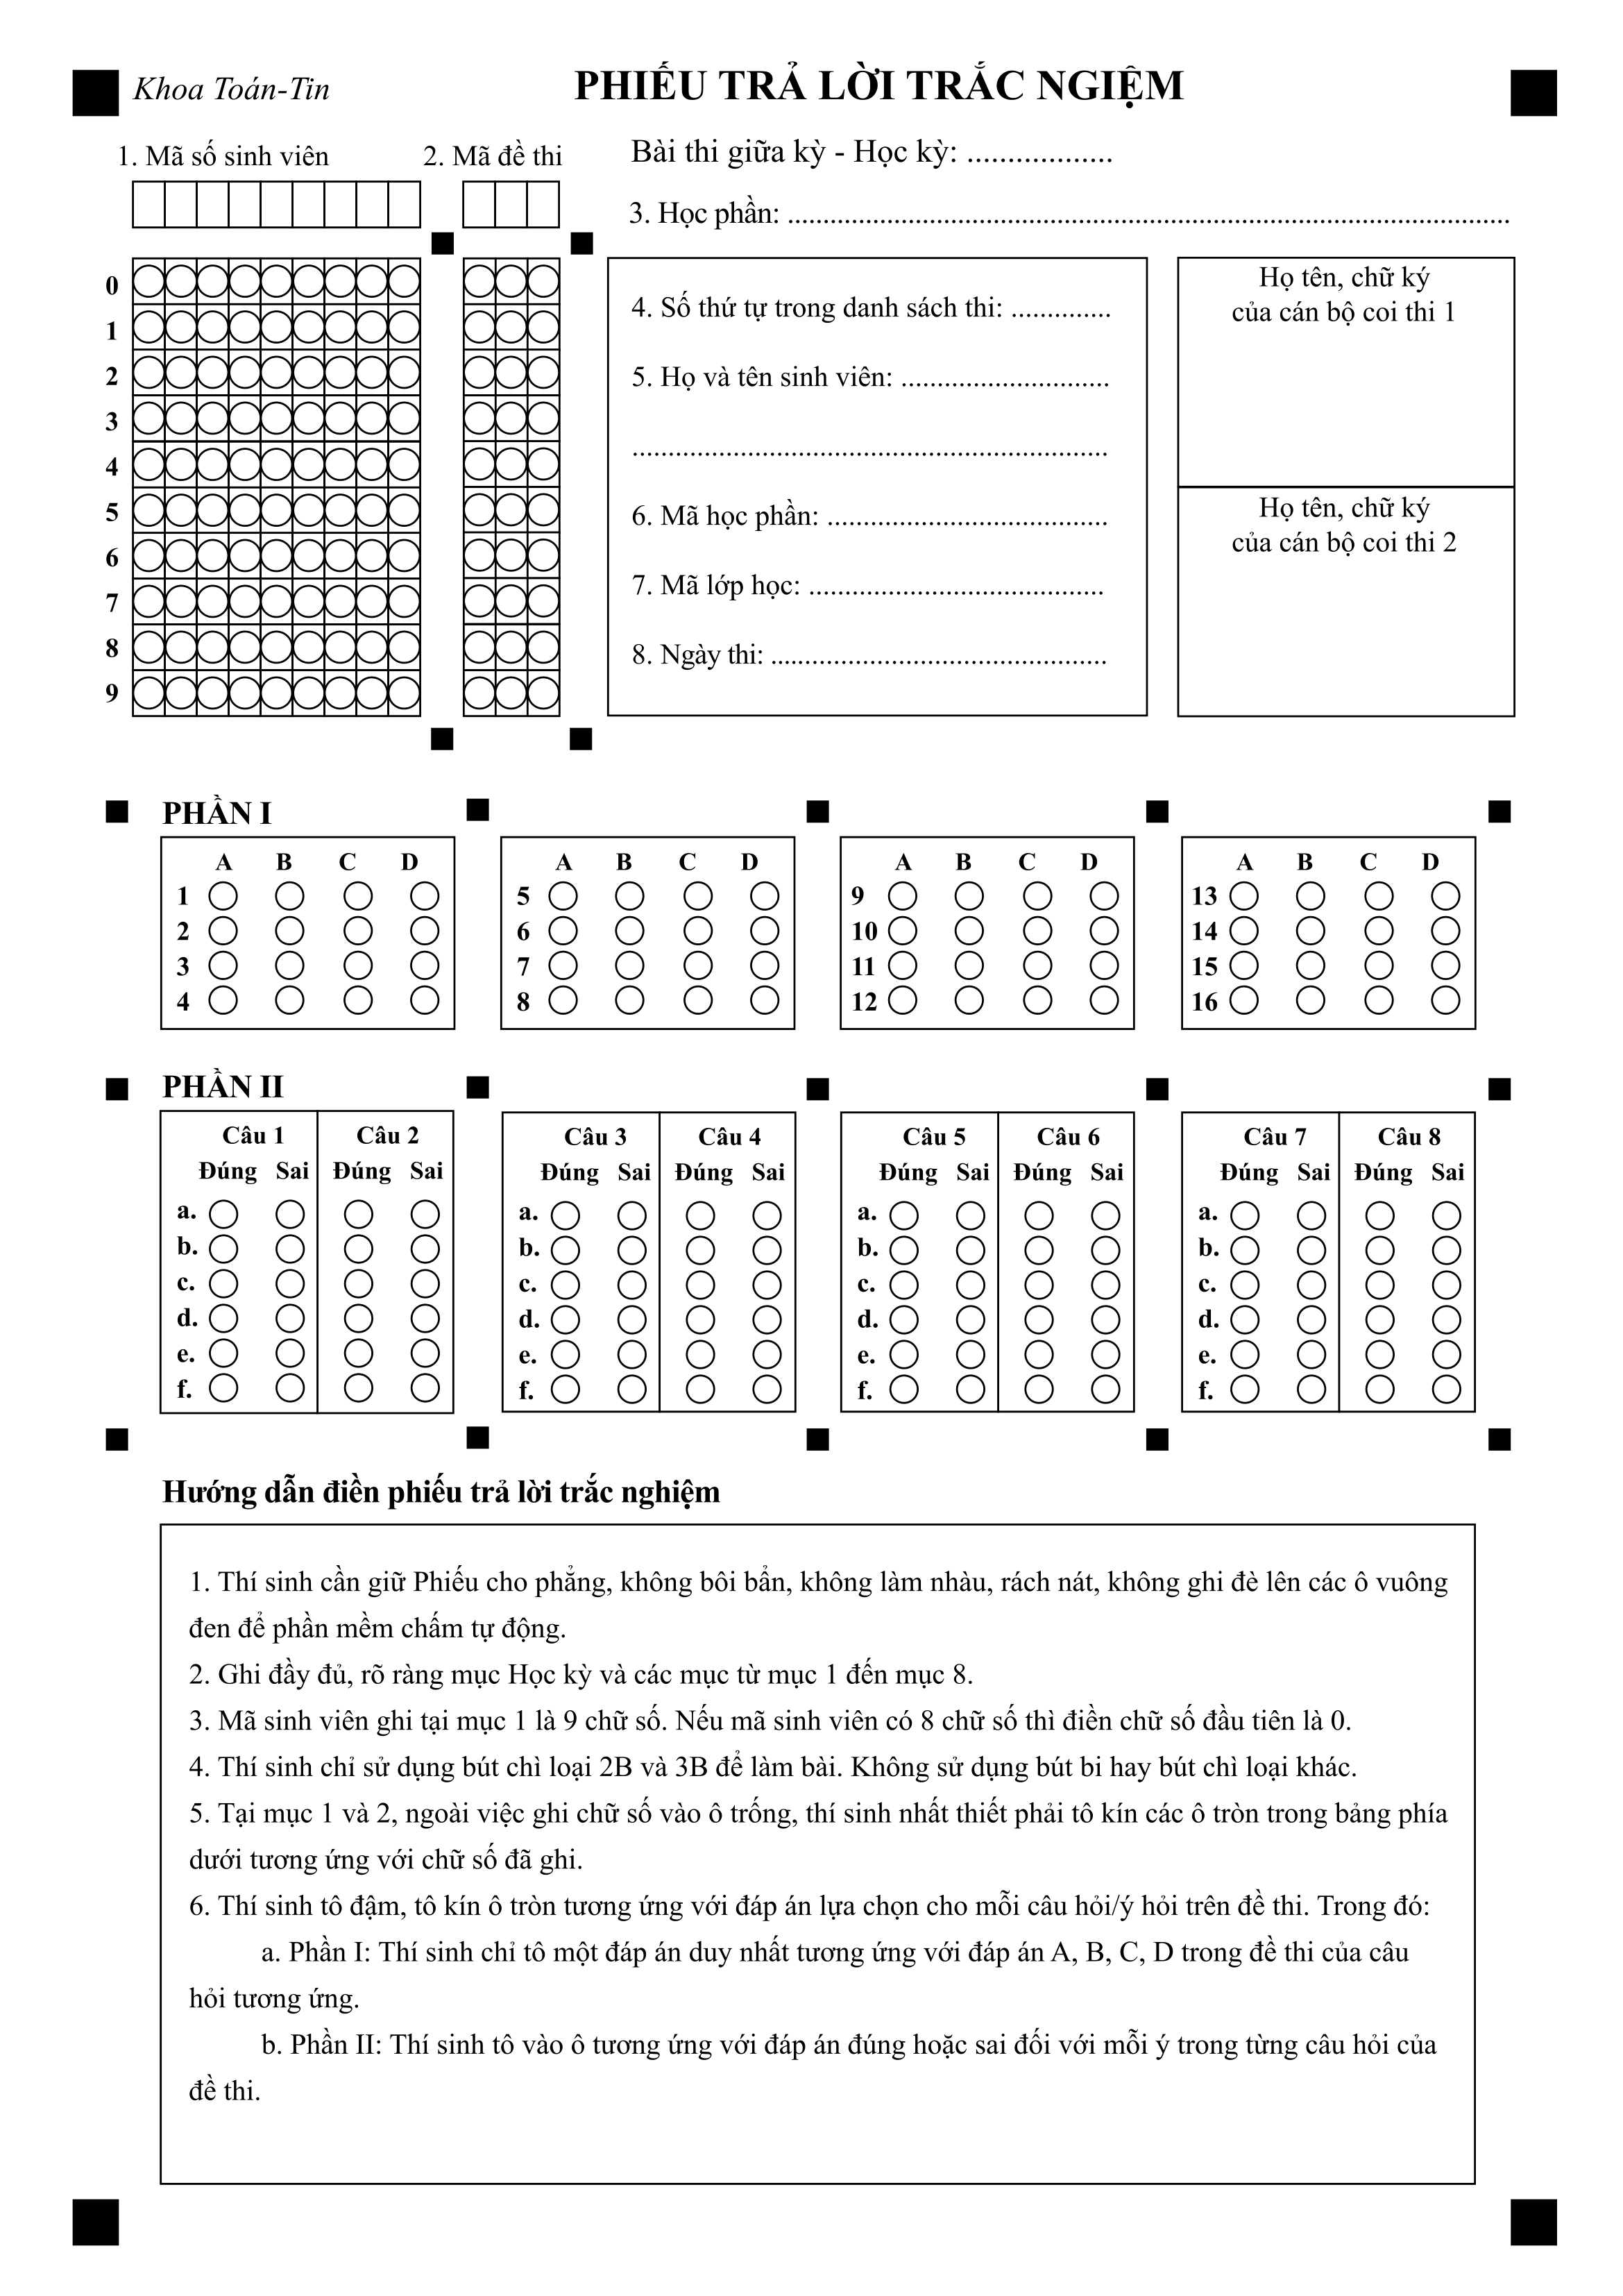 Khoa Toán-Tin
PHIẾU TRẢ LỜI TRẮC NGIỆM
1. Mã số sinh viên
2. Mã đề thi
Bài thi giữa kỳ - Học kỳ: ..................
3. Học phần: ....................................................................................................
0
1
2
3
4
5
6
7
8
9
4. Số thứ tự trong danh sách thi: ..............
5. Họ và tên sinh viên: .............................
..................................................................
6. Mã học phần: .......................................
7. Mã lớp học: .........................................
8. Ngày thi: ...............................................
Họ tên, chữ ký
của cán bộ coi thi 1
Họ tên, chữ ký
của cán bộ coi thi 2
PHẦN I
A B C D
1
2
3
4
A B C D
5
6
7
8
A B C D
9
10
11
12
A B C D
13
14
15
16
PHẦN II
Câu 1 Câu 2
Đúng Sai Đúng Sai
a.
b.
c.
d.
e.
f.
Câu 3 Câu 4
Đúng Sai Đúng Sai
a.
b.
c.
d.
e.
f.
Câu 5 Câu 6
Đúng Sai Đúng Sai
a.
b.
c.
d.
e.
f.
Câu 7 Câu 8
Đúng Sai Đúng Sai
a.
b.
c.
d.
e.
f.
Hướng dẫn điền phiếu trả lời trắc nghiệm
1. Thí sinh cần giữ Phiếu cho phẳng, không bôi bẩn, không làm nhàu, rách nát, không ghi đè lên các ô vuông
đen để phần mềm chấm tự động.
2. Ghi đầy đủ, rõ ràng mục Học kỳ và các mục từ mục 1 đến mục 8.
3. Mã sinh viên ghi tại mục 1 là 9 chữ số. Nếu mã sinh viên có 8 chữ số thì điền chữ số đầu tiên là 0.
4. Thí sinh chỉ sử dụng bút chì loại 2B và 3B để làm bài. Không sử dụng bút bi hay bút chì loại khác.
5. Tại mục 1 và 2, ngoài việc ghi chữ số vào ô trống, thí sinh nhất thiết phải tô kín các ô tròn trong bảng phía
dưới tương ứng với chữ số đã ghi.
6. Thí sinh tô đậm, tô kín ô tròn tương ứng với đáp án lựa chọn cho mỗi câu hỏi/ý hỏi trên đề thi. Trong đó:
a. Phần I: Thí sinh chỉ tô một đáp án duy nhất tương ứng với đáp án A, B, C, D trong đề thi của câu
hỏi tương ứng.
b. Phần II: Thí sinh tô vào ô tương ứng với đáp án đúng hoặc sai đối với mỗi ý trong từng câu hỏi của
đề thi.